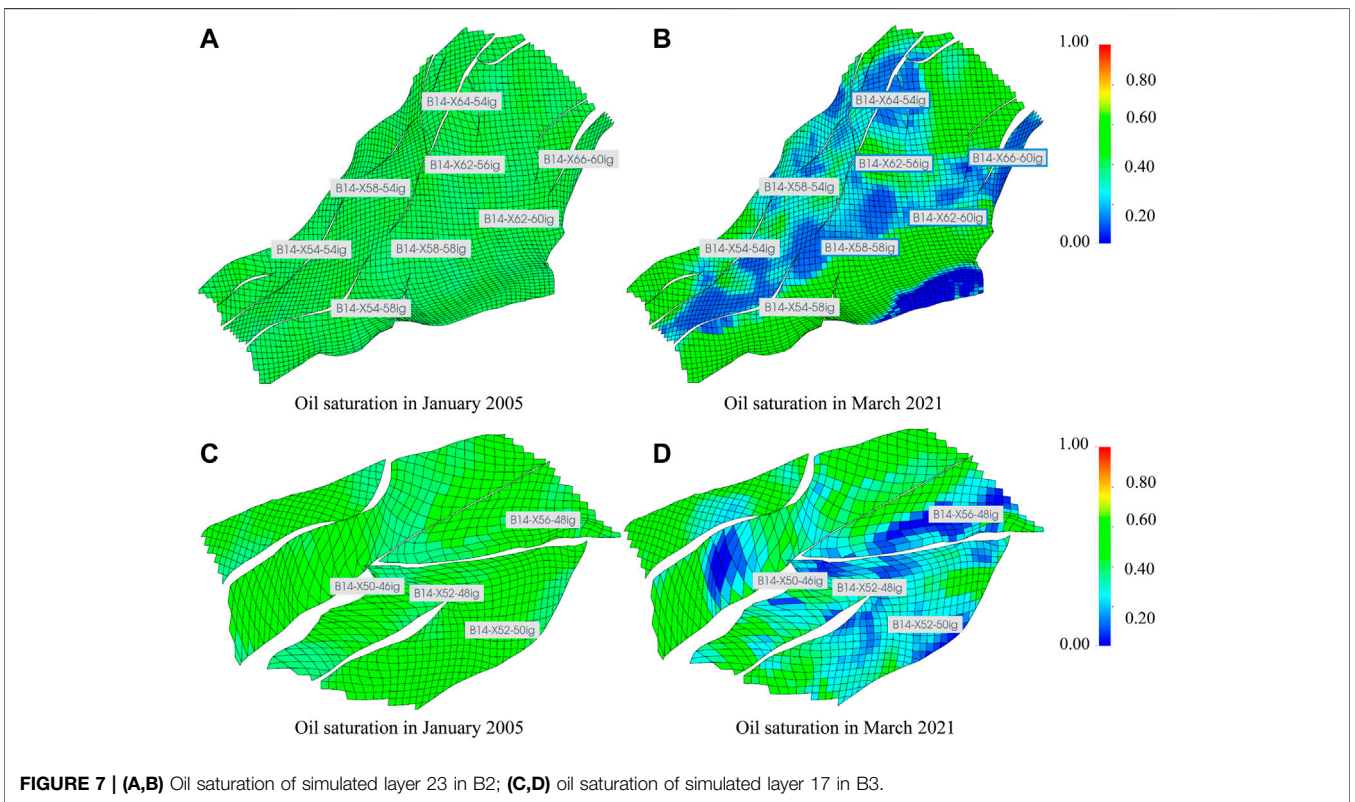 A
B14-X64-54ig
B14-X62-56ig
B14-X66-60ig
B14-X58-54ig
B14-X62-60ig
B14-X54-54ig
B14-X58-58ig
B14-X54-58ig
Oil saturation in January 2005
B
B14-X64-54ig
B14-X62-56ig
B14-X66-60ig
B14-X58-54ig
B14-X62-60ig
B14-X54-54ig
B14-X58-58ig
B14-X54-58ig
Oil saturation in March 2021
1.00
0.80
0.60
0.40
0.20
0.00
C
B14-X56-48ig
B14-X50-46ig
B14-X52-48ig
B14-X52-50ig
Oil saturation in January 2005
D
B14-X56-48ig
B14-X50-46ig
B14-X52-48ig
B14-X52-50ig
Oil saturation in March 2021
1.00
0.80
0.60
0.40
0.20
0.00
FIGURE 7 | (A,B) Oil saturation of simulated layer 23 in B2; (C,D) oil saturation of simulated layer 17 in B3.